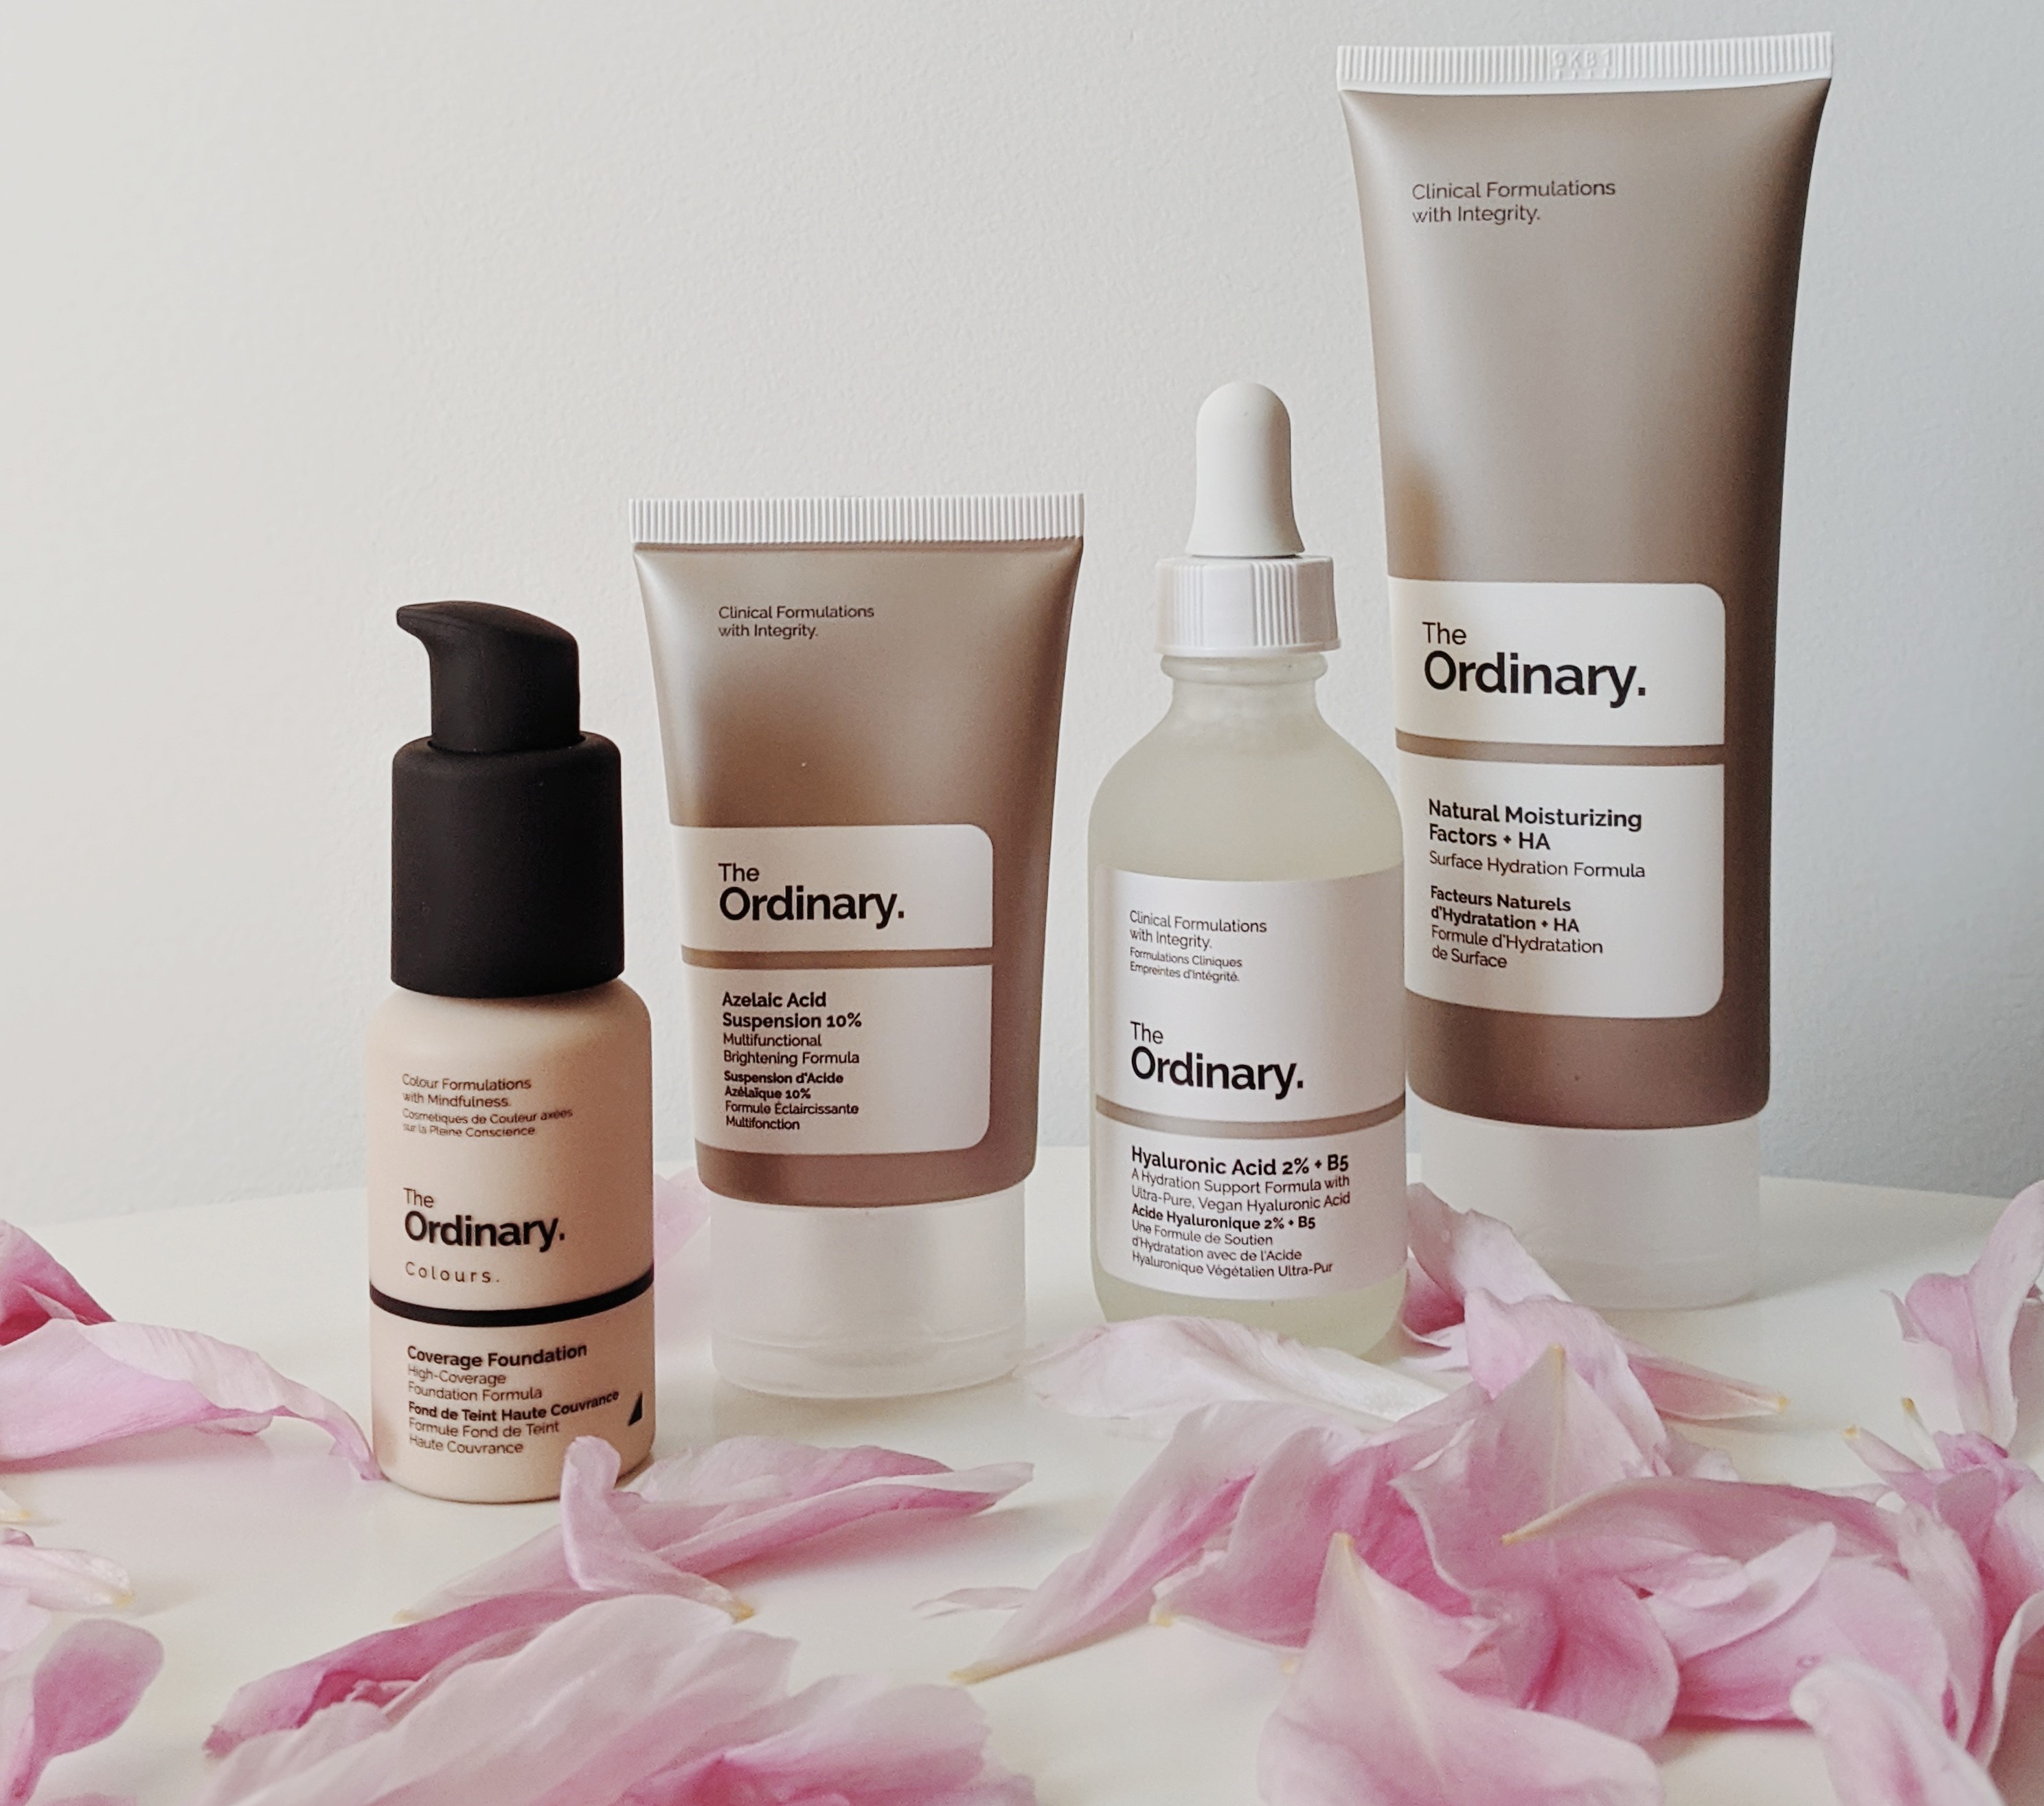 Colour Formulations
with Mindfulness.
Cosmétiques de Couleur axées
sur la Pleine Conscience
The
Ordinary.
Colours.
Coverage Foundation
High-Coverage
Foundation Formula
Fond de Teint Haute Couvrance
Formule Fond de Teint
Haute Couvrance
Clinical Formulations
with Integrity.
The
Ordinary.
Azelaic Acid
Suspension 10%
Multifunctional
Brightening Formula
Suspension d'Acide
Azélaïque 10%
Formule Éclaircissante
Multifonction
Clinical Formulations
with Integrity.
Formulations Cliniques
Empreintes d'Intégrité.
The
Ordinary.
Hyaluronic Acid 2% + B5
A Hydration Support Formula with
Ultra-Pure, Vegan Hyaluronic Acid
Acide Hyaluronique 2% + B5
Une Formule de Soutien
d'Hydratation avec de l'Acide
Hyaluronique Végétalien Ultra-Pur
9KB1
Clinical Formulations
with Integrity.
The
Ordinary.
Natural Moisturizing
Factors + HA
Surface Hydration Formula
Facteurs Naturels
d'Hydratation + HA
Formule d'Hydratation
de Surface